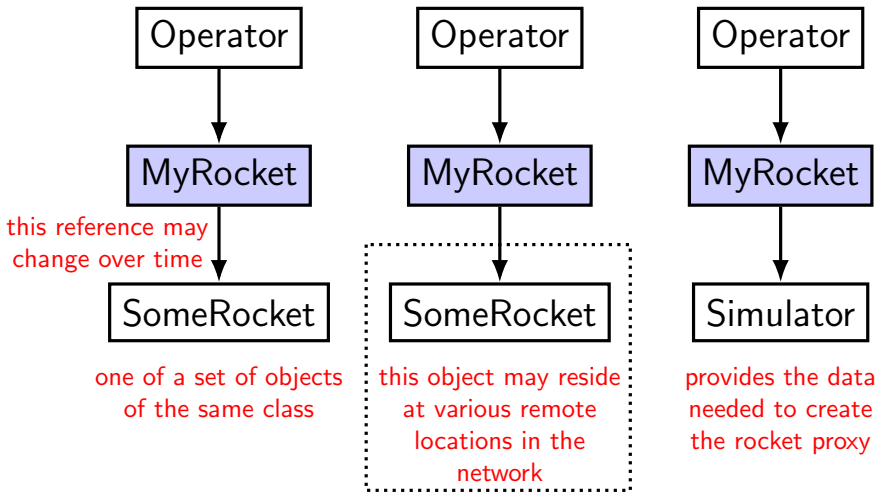 Operator
MyRocket
this reference may
change over time
SomeRocket
one of a set of objects
of the same class
Operator
MyRocket
SomeRocket
this object may reside
at various remote
locations in the
network
Operator
MyRocket
Simulator
provides the data
needed to create
the rocket proxy